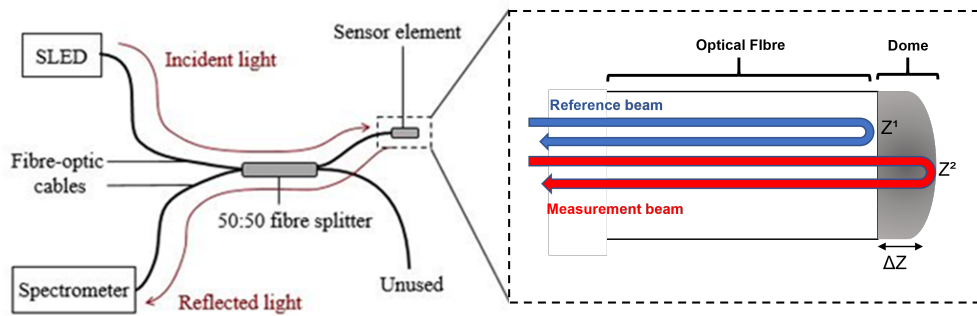 SLED
Incident light
Sensor element
Fibre-optic
cables
50:50 fibre splitter
Unused
Spectrometer
Reflected light
Optical FIbre
Dome
Reference beam
Z¹
Z²
Measurement beam
ΔZ